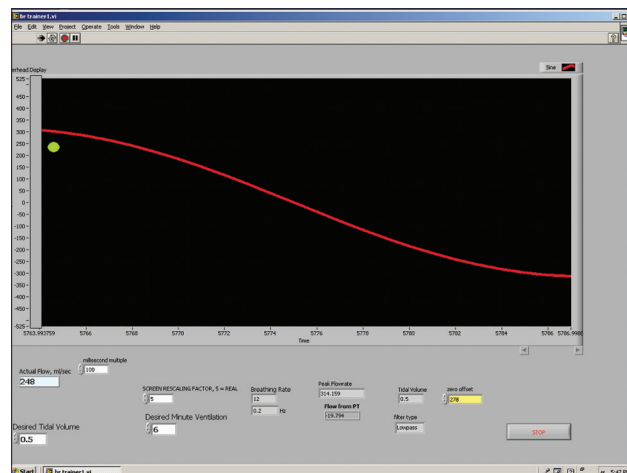 br trainer1.vi
File Edit View Project Operate Tools Window Help
erhead Display
Sine
525
450
400
350
300
250
200
150
100
50
0
-50
-100
-150
-200
-250
-300
-350
-400
-450
-525
5763.993759 5766 5768 5770 5772 5774 5776 5778 5780 5782 5784 5786 5786.9988
Time
millsecond multiple
100
Actual Flow, ml/sec
248
SCREEN RESCALING FACTOR, 5 = REAL
5
Desired Minute Ventilation
6
Desired Tidal Volume
0.5
Breathing Rate
12
0.2 Hz
Peak Flowrate
314.159
Flow from PT
-19.794
Tidal Volume
0.5
filter type
Lowpass
zero offset
278
STOP
Start
br trainer1.vi